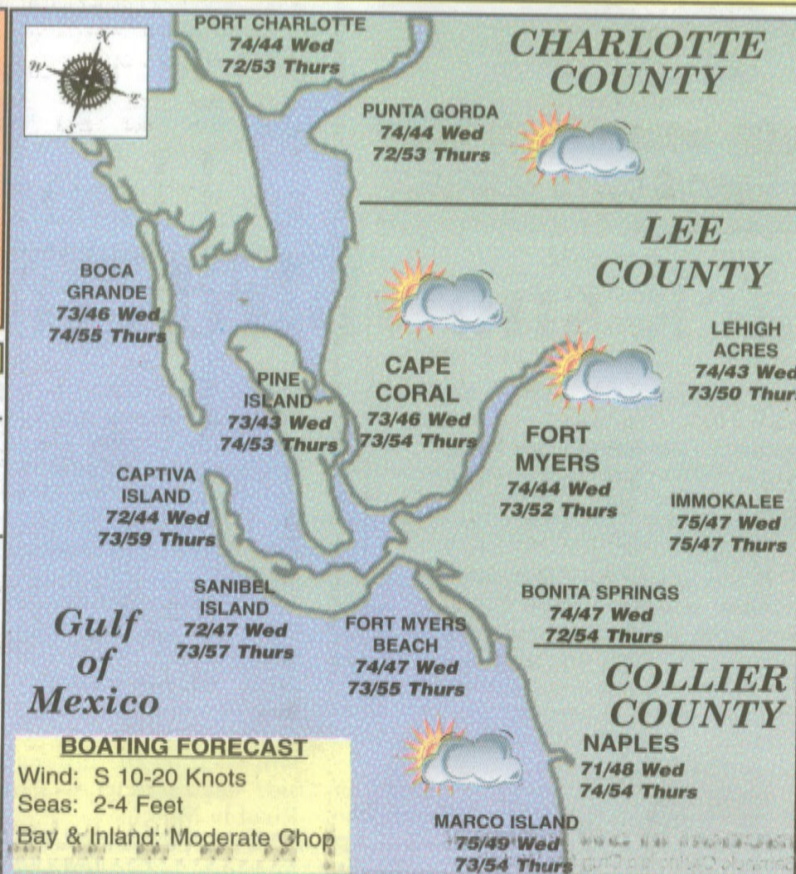 PORT CHARLOTTE
74/44 Wed
72/53 Thurs
CHARLOTTE
COUNTY
N
W
E
S
PUNTA GORDA
74/44 Wed
72/53 Thurs
LEE
COUNTY
BOCA
GRANDE
73/46 Wed
74/55 Thurs
LEHIGH
ACRES
74/43 Wed
73/50 Thurs
PINE
ISLAND
73/43 Wed
74/53 Thurs
CAPE
CORAL
73/46 Wed
73/54 Thurs
FORT
MYERS
74/44 Wed
73/52 Thurs
CAPTIVA
ISLAND
72/44 Wed
73/59 Thurs
IMMOKALEE
75/47 Wed
75/47 Thurs
SANIBEL
ISLAND
72/47 Wed
73/57 Thurs
FORT MYERS
BEACH
74/47 Wed
73/55 Thurs
BONITA SPRINGS
74/47 Wed
72/54 Thurs
Gulf
of
Mexico
COLLIER
COUNTY
NAPLES
71/48 Wed
74/54 Thurs
MARCO ISLAND
75/49 Wed
73/54 Thurs
BOATING FORECAST
Wind: S 10-20 Knots
Seas: 2-4 Feet
Bay & Inland: Moderate Chop